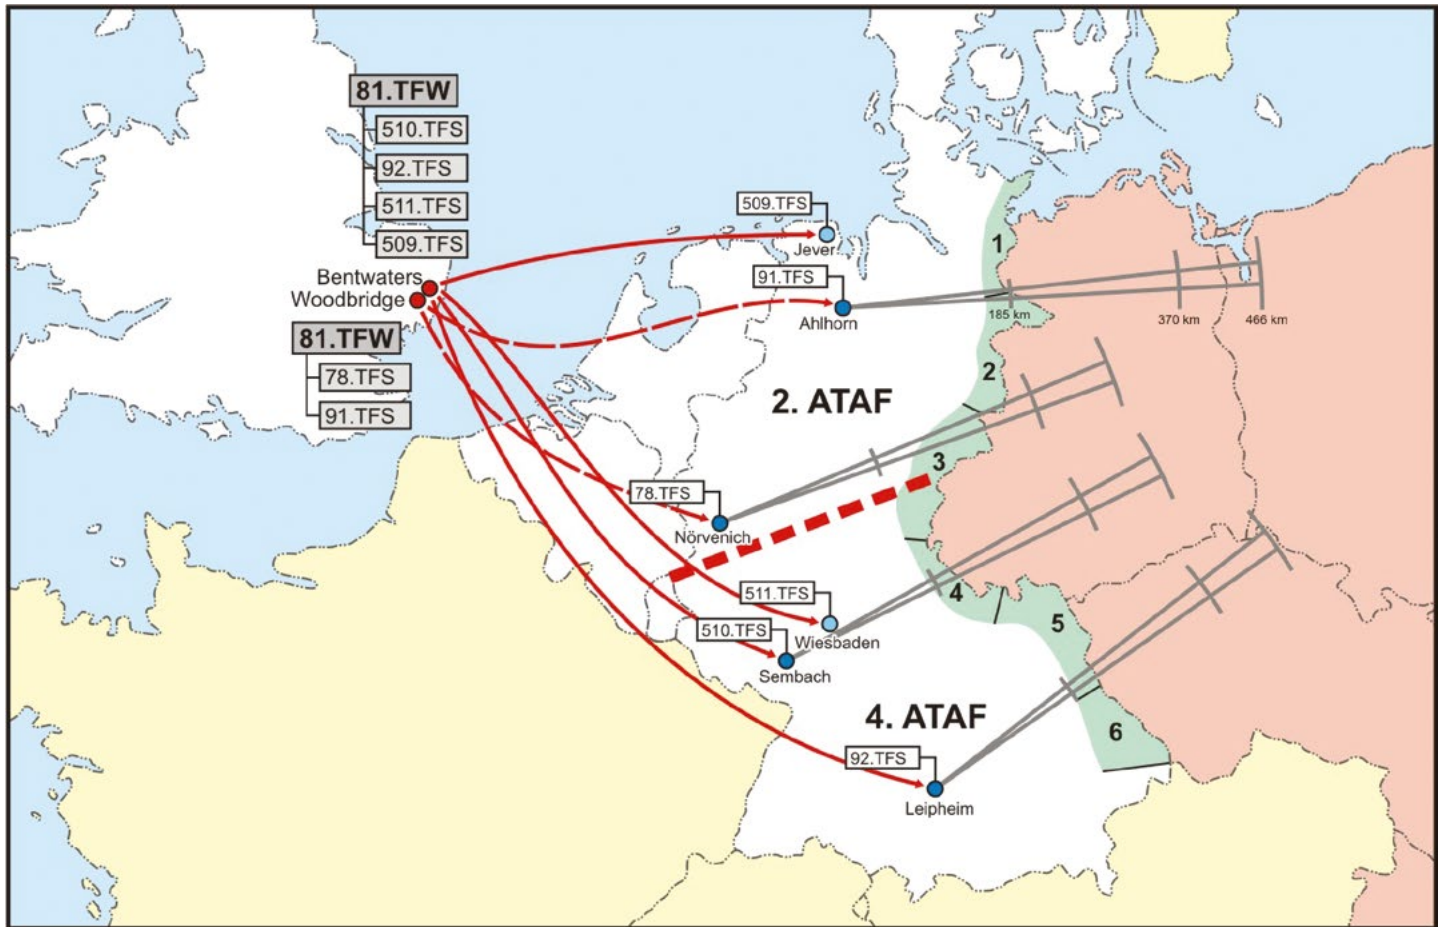 81.TFW
510.TFS
92.TFS
511.TFS
509.TFS
Bentwaters
Woodbridge
81.TFW
78.TFS
91.TFS
509.TFS
Jever
91.TFS
Ahlhorn
1
185 km
370 km
466 km
2
2. ATAF
3
78.TFS
Nörvenich
511.TFS
Wiesbaden
510.TFS
Sembach
4
5
4. ATAF
6
92.TFS
Leipheim